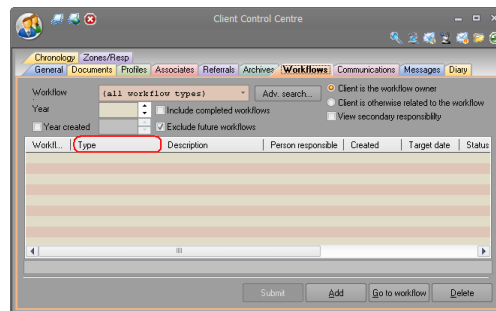 Client Control Centre
Chronology Zones/Resp
General Documents Profiles Associates Referrals Archives Workflows Communications Messages Diary
Workflow (all workflow types) Adv. search... Client is the workflow owner
Year Include completed workflows Client is otherwise related to the workflow
Year created Exclude future workflows View secondary responsiblity
Workfl... Type Description Person responsible Created Target date Status
Submit Add Go to workflow Delete